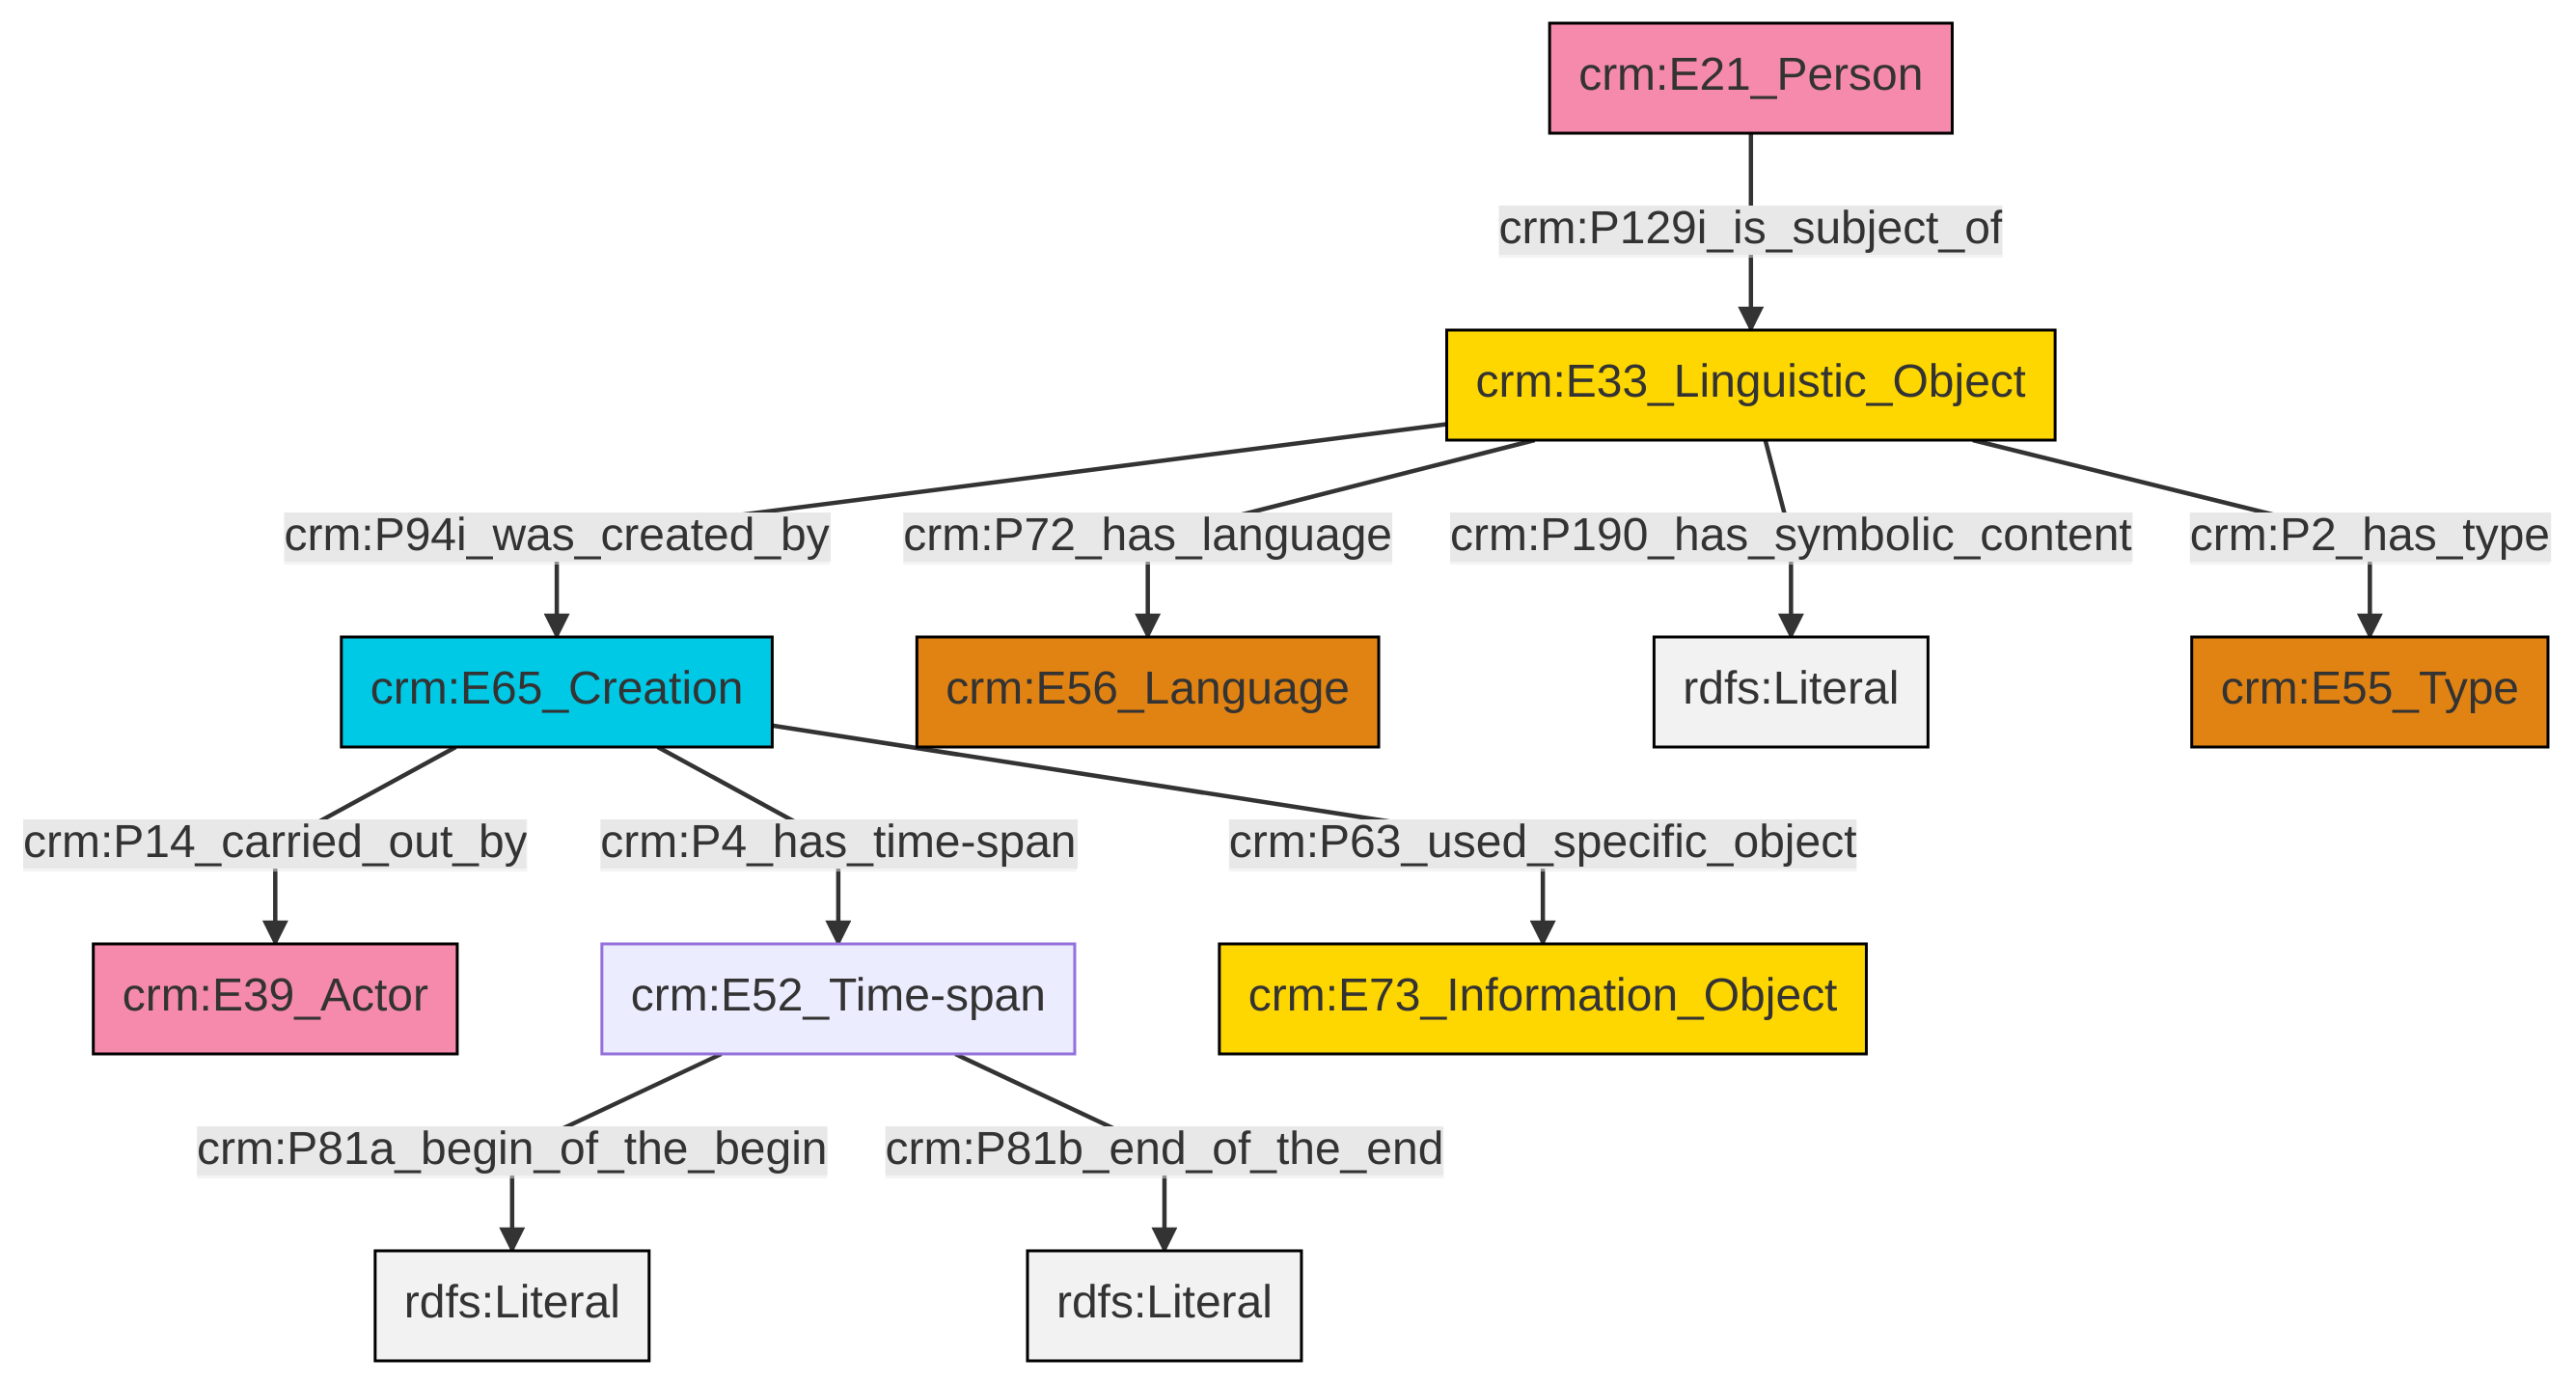 crm:E21_Person
crm:P129i_is_subject_of
crm:E33_Linguistic_Object
crm:P94i_was_created_by
crm:P72_has_language
crm:P190_has_symbolic_content
crm:P2_has_type
crm:E65_Creation
crm:E56_Language
rdfs:Literal
crm:E55_Type
crm:P14_carried_out_by
crm:P4_has_time-span
crm:P63_used_specific_object
crm:E39_Actor
crm:E52_Time-span
crm:E73_Information_Object
crm:P81a_begin_of_the_begin
crm:P81b_end_of_the_end
rdfs:Literal
rdfs:Literal